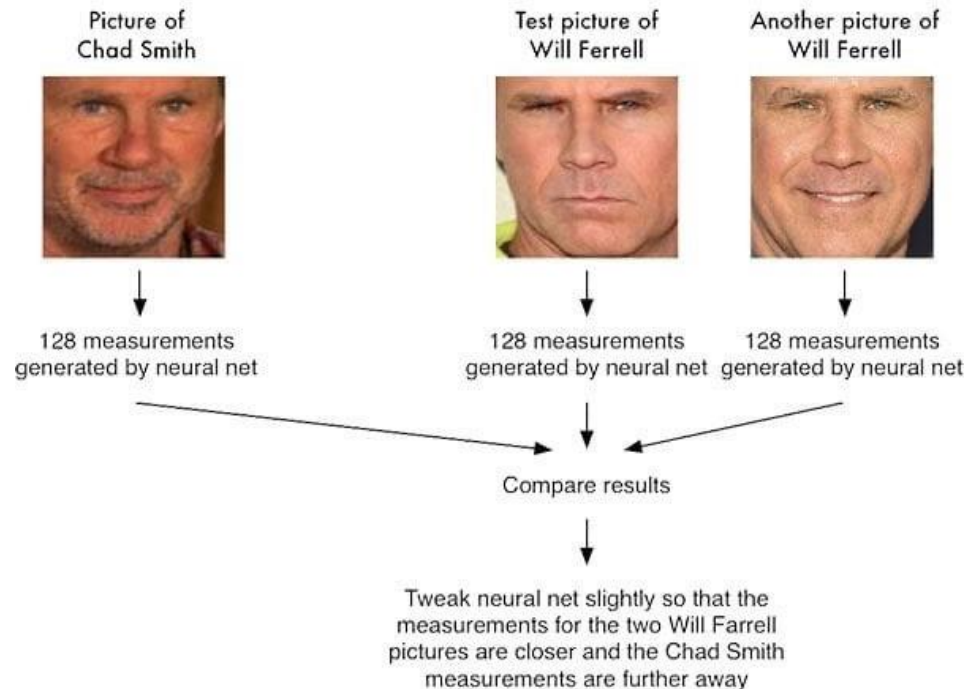 Picture of
Chad Smith
Test picture of
Will Ferrell
Another picture of
Will Ferrell
128 measurements
generated by neural net
128 measurements
generated by neural net
128 measurements
generated by neural net
Compare results
Tweak neural net slightly so that the
measurements for the two Will Farrell
pictures are closer and the Chad Smith
measurements are further away